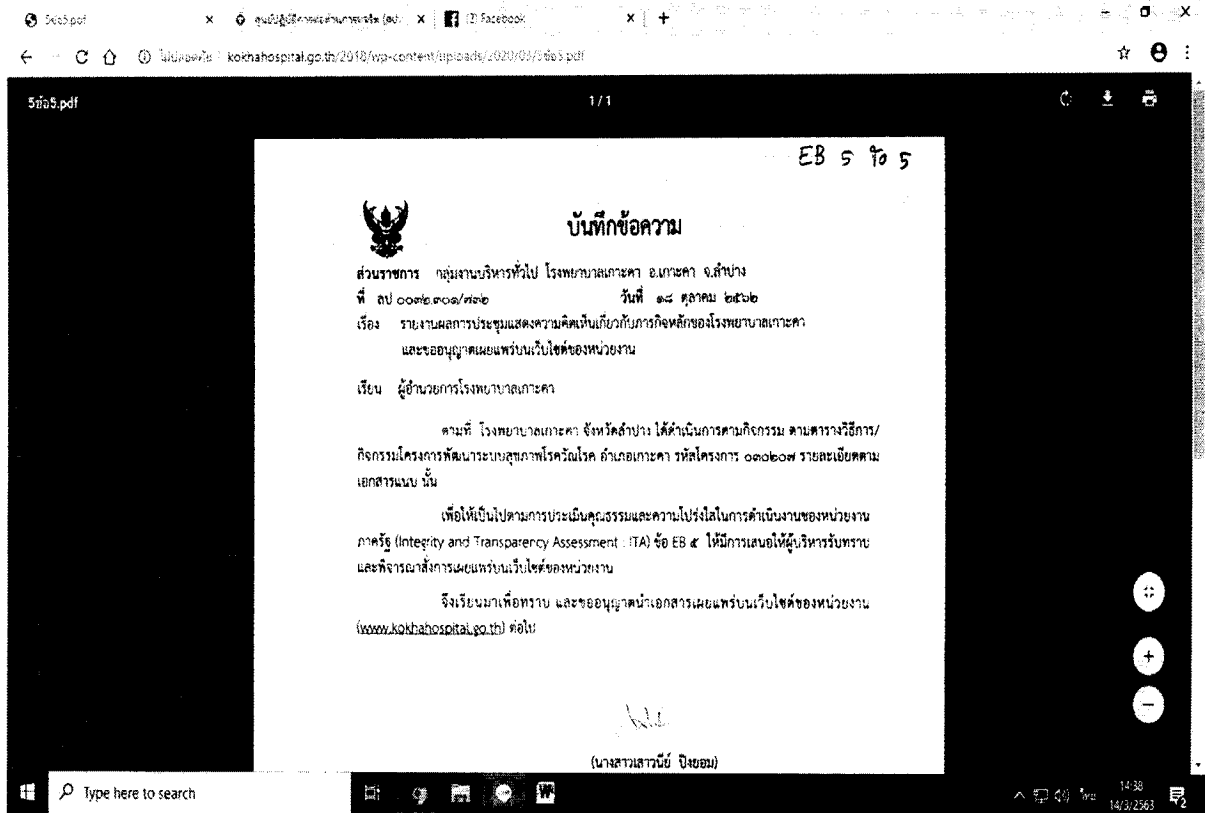 5ข้อ5.pdf
(2) Facebook
kokhahospital.go.th/2018/wp-content/uploads/2020/03/5ข้อ5.pdf
5ข้อ5.pdf
1 / 1
EB 5 ข้อ 5
บันทึกข้อความ
ส่วนราชการ กลุ่มงานบริหารทั่วไป โรงพยาบาลเกาะคา อ.เกาะคา จ.ลำปาง
ที่ ลป ๐๐๓๒.๓๐๑/ วันที่ ๑๘ ตุลาคม ๒๕๖๒
เรื่อง รายงานผลการประชุมแสดงความคิดเห็นเกี่ยวกับภารกิจหลักของโรงพยาบาลเกาะคา
และขออนุญาตเผยแพร่บนเว็บไซต์ของหน่วยงาน
เรียน ผู้อำนวยการโรงพยาบาลเกาะคา
ตามที่ โรงพยาบาลเกาะคา จังหวัดลำปาง ได้ดำเนินการตามกิจกรรม ตามตารางวิธีการ/
กิจกรรมโครงการพัฒนาระบบสุขภาพโรควัณโรค อำเภอเกาะคา รหัสโครงการ ๐๓๐๒๐๗ รายละเอียดตาม
เอกสารแนบ นั้น
เพื่อให้เป็นไปตามการประเมินคุณธรรมและความโปร่งใสในการดำเนินงานของหน่วยงาน
ภาครัฐ (Integrity and Transparency Assessment : ITA) ข้อ EB ๕ ให้มีการเสนอให้ผู้บริหารรับทราบ
และพิจารณาสั่งการเผยแพร่บนเว็บไซต์ของหน่วยงาน
จึงเรียนมาเพื่อทราบ และขออนุญาตนำเอกสารเผยแพร่บนเว็บไซต์ของหน่วยงาน
(www.kokhahospital.go.th) ต่อไป
(นางสาวเสาวนีย์ ปิงยอม)
Type here to search
ไทย
14:38
14/3/2563